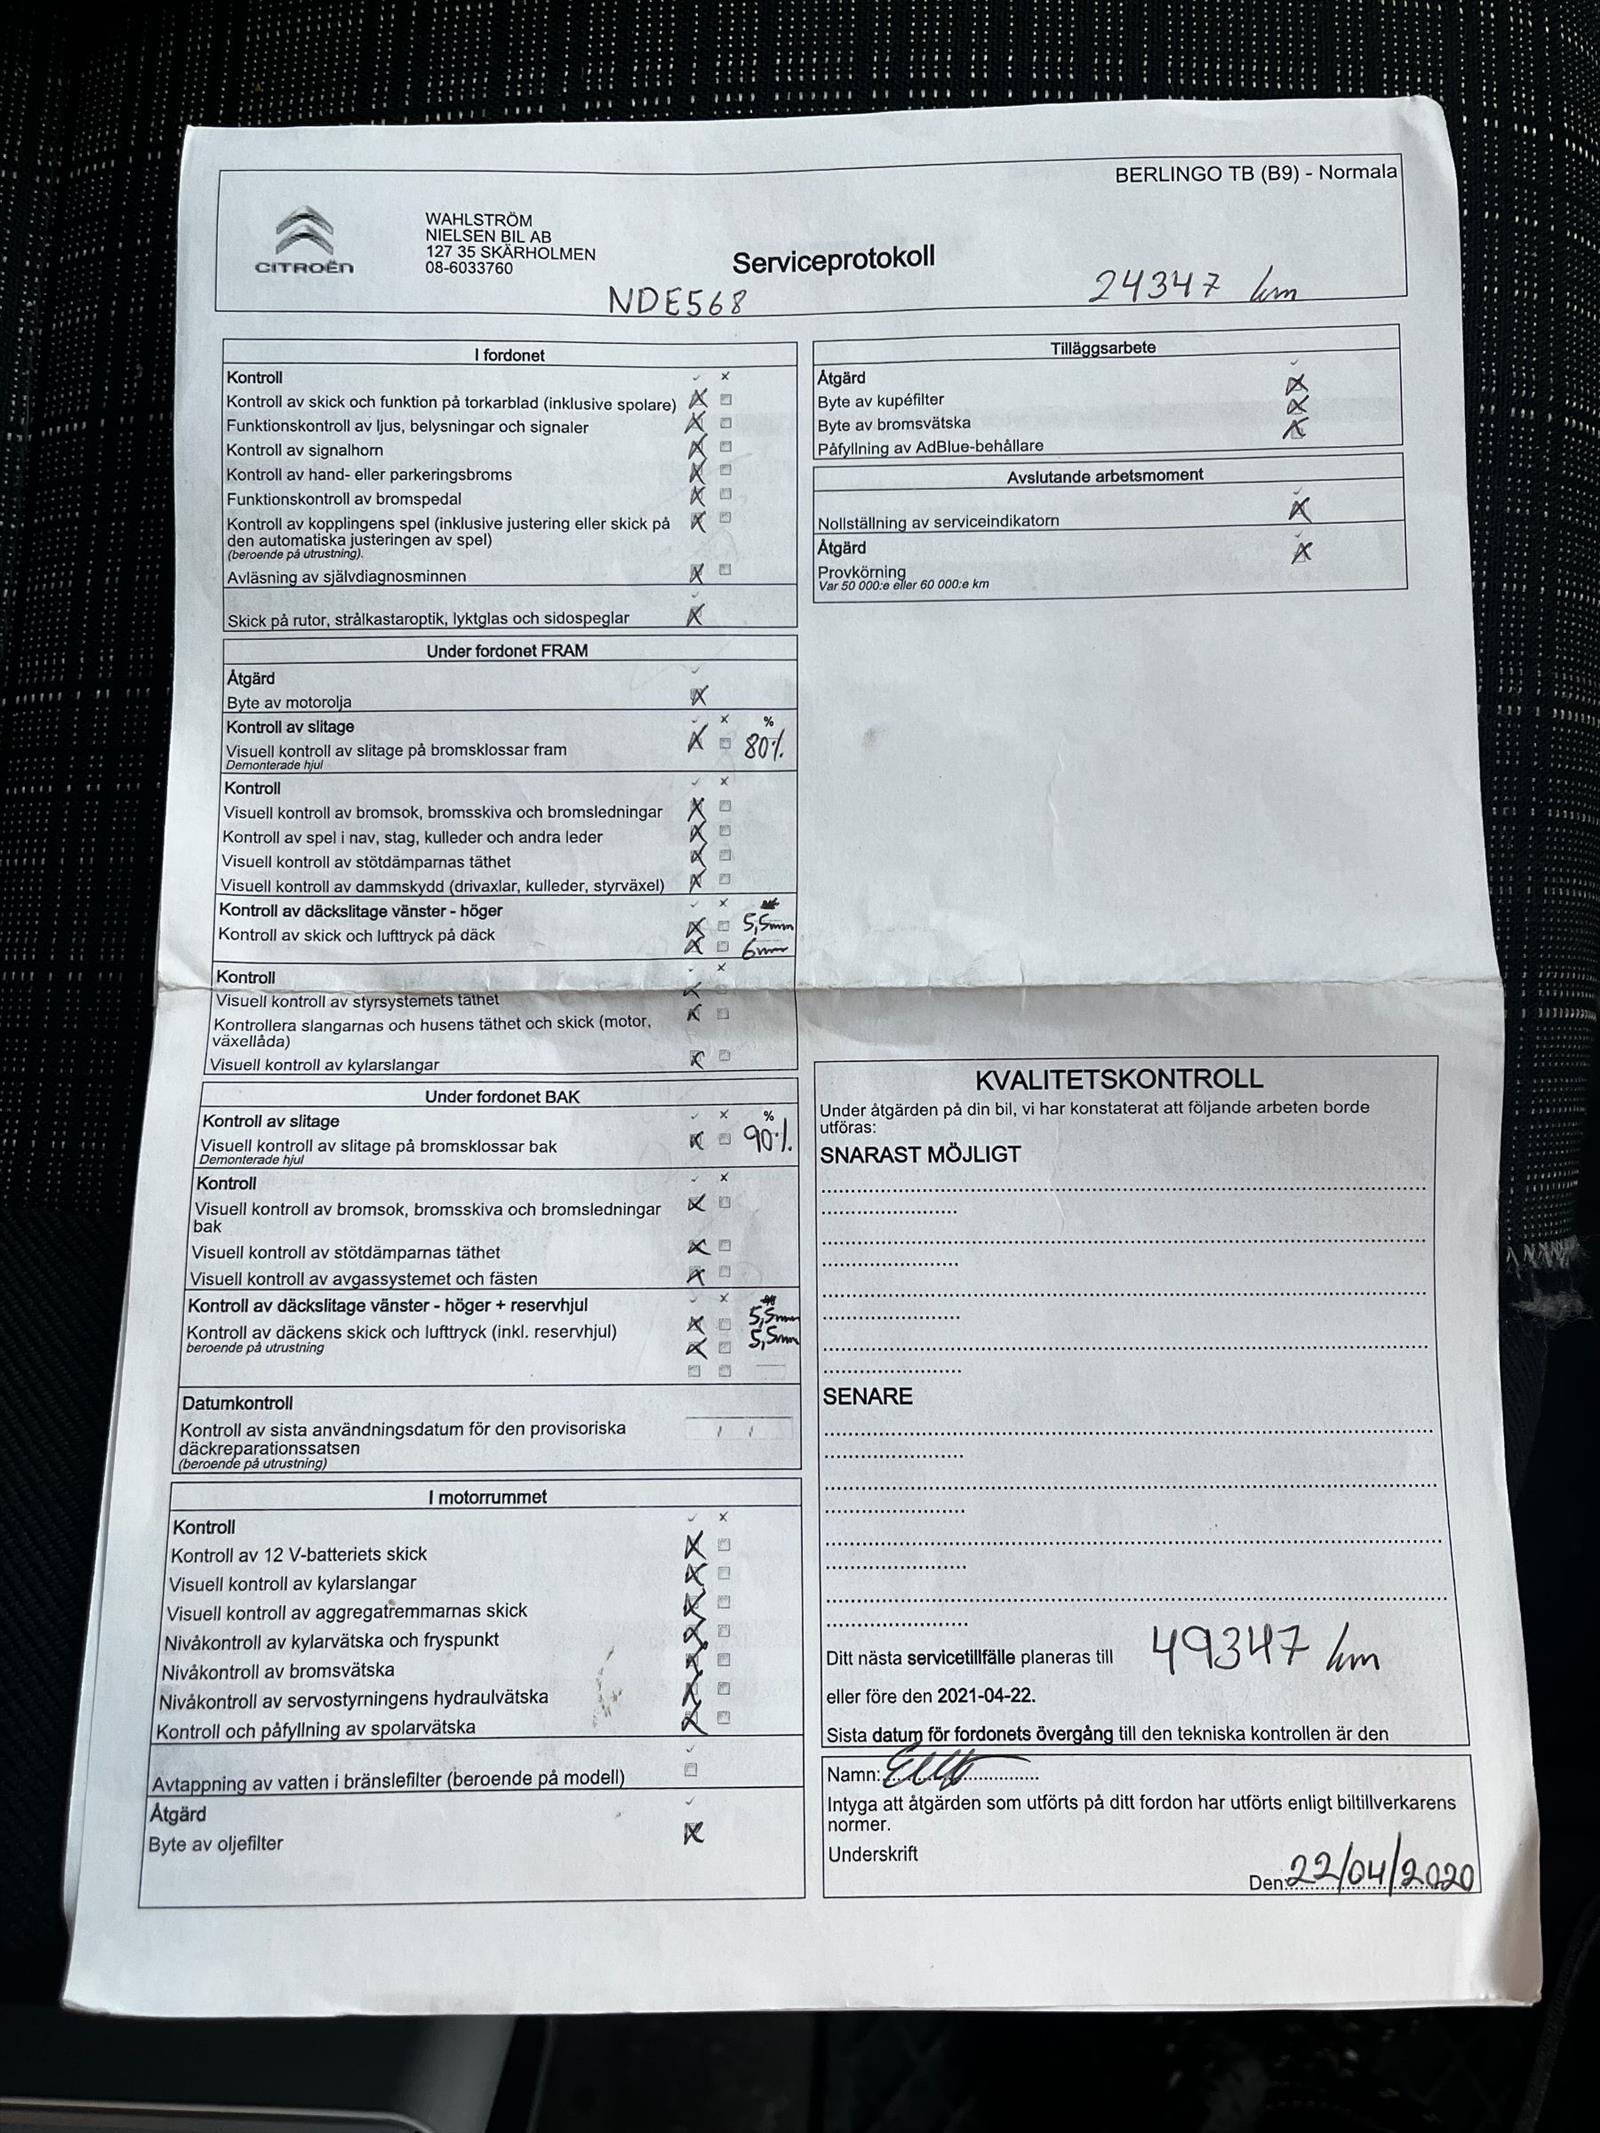 BERLINGO TB (B9) - Normala
CITROËN
WAHLSTRÖM
NIELSEN BIL AB
127 35 SKÄRHOLMEN
08-6033760
Serviceprotokoll
NDE568
24347 km
I fordonet
Kontroll
Kontroll av skick och funktion på torkarblad (inklusive spolare)
Funktionskontroll av ljus, belysningar och signaler
Kontroll av signalhorn
Kontroll av hand- eller parkeringsbroms
Funktionskontroll av bromspedal
Kontroll av kopplingens spel (inklusive justering eller skick på
den automatiska justeringen av spel)
(beroende på utrustning).
Avläsning av självdiagnosminnen
Skick på rutor, strålkastaroptik, lyktglas och sidospeglar
Under fordonet FRAM
Åtgärd
Byte av motorolja
Kontroll av slitage %
Visuell kontroll av slitage på bromsklossar fram 80%
Demonterade hjul
Kontroll
Visuell kontroll av bromsok, bromsskiva och bromsledningar
Kontroll av spel i nav, stag, kulleder och andra leder
Visuell kontroll av stötdämparnas täthet
Visuell kontroll av dammskydd (drivaxlar, kulleder, styrväxel)
Kontroll av däckslitage vänster - höger
Kontroll av skick och lufttryck på däck 5,5mm
6mm
Kontroll
Visuell kontroll av styrsystemets täthet
Kontrollera slangarnas och husens täthet och skick (motor,
växellåda)
Visuell kontroll av kylarslangar
Under fordonet BAK
Kontroll av slitage %
Visuell kontroll av slitage på bromsklossar bak 90%
Demonterade hjul
Kontroll
Visuell kontroll av bromsok, bromsskiva och bromsledningar
bak
Visuell kontroll av stötdämparnas täthet
Visuell kontroll av avgassystemet och fästen
Kontroll av däckslitage vänster - höger + reservhjul
Kontroll av däckens skick och lufttryck (inkl. reservhjul) 5,5mm
beroende på utrustning 5,5mm
Datumkontroll
Kontroll av sista användningsdatum för den provisoriska / /
däckreparationssatsen
(beroende på utrustning)
I motorrummet
Kontroll
Kontroll av 12 V-batteriets skick
Visuell kontroll av kylarslangar
Visuell kontroll av aggregatremmarnas skick
Nivåkontroll av kylarvätska och fryspunkt
Nivåkontroll av bromsvätska
Nivåkontroll av servostyrningens hydraulvätska
Kontroll och påfyllning av spolarvätska
Avtappning av vatten i bränslefilter (beroende på modell)
Åtgärd
Byte av oljefilter
Tilläggsarbete
Åtgärd
Byte av kupéfilter
Byte av bromsvätska
Påfyllning av AdBlue-behållare
Avslutande arbetsmoment
Nollställning av serviceindikatorn
Åtgärd
Provkörning
Var 50 000:e eller 60 000:e km
KVALITETSKONTROLL
Under åtgärden på din bil, vi har konstaterat att följande arbeten borde
utföras:
SNARAST MÖJLIGT
SENARE
Ditt nästa servicetillfälle planeras till 49347 km
eller före den 2021-04-22.
Sista datum för fordonets övergång till den tekniska kontrollen är den
Namn:
Intyga att åtgärden som utförts på ditt fordon har utförts enligt biltillverkarens
normer.
Underskrift
Den: 22/04/2020